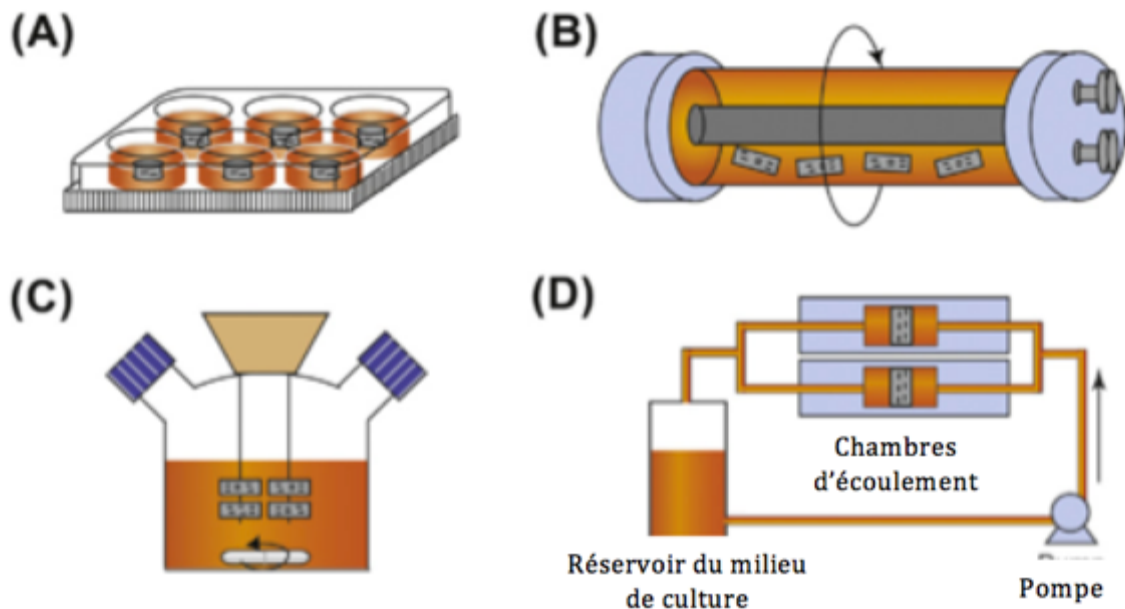 (A)
(B)
(C)
(D)
Chambres
d'écoulement
Réservoir du milieu
de culture
Pompe